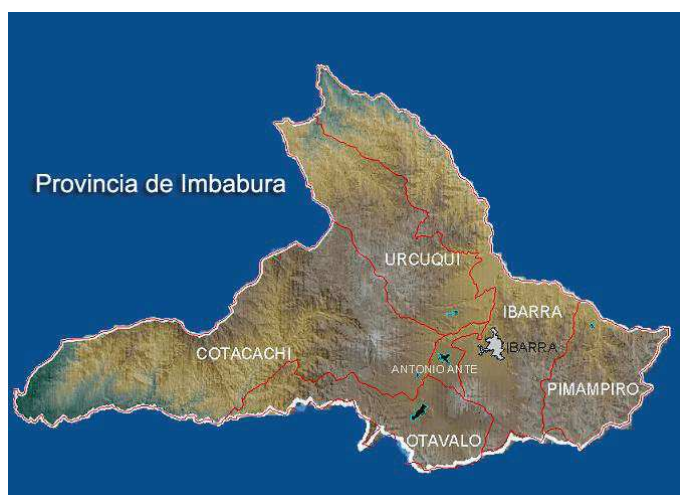 Provincia de Imbabura
URCUQUI
IBARRA
IBARRA
COTACACHI
ANTONIO ANTE
PIMAMPIRO
OTAVALO